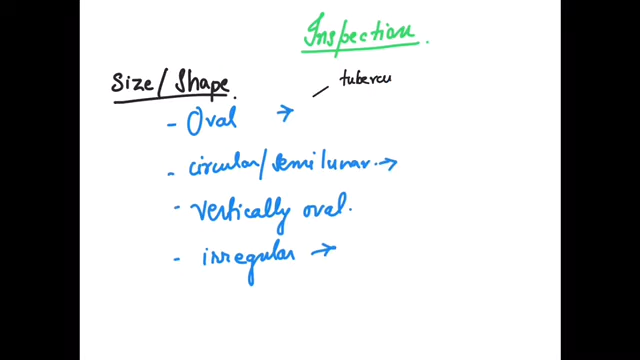 Inspection.
Size/Shape.
tubercu
- Oval →
- circular/semilunar. →
- vertically oval.
- irregular →